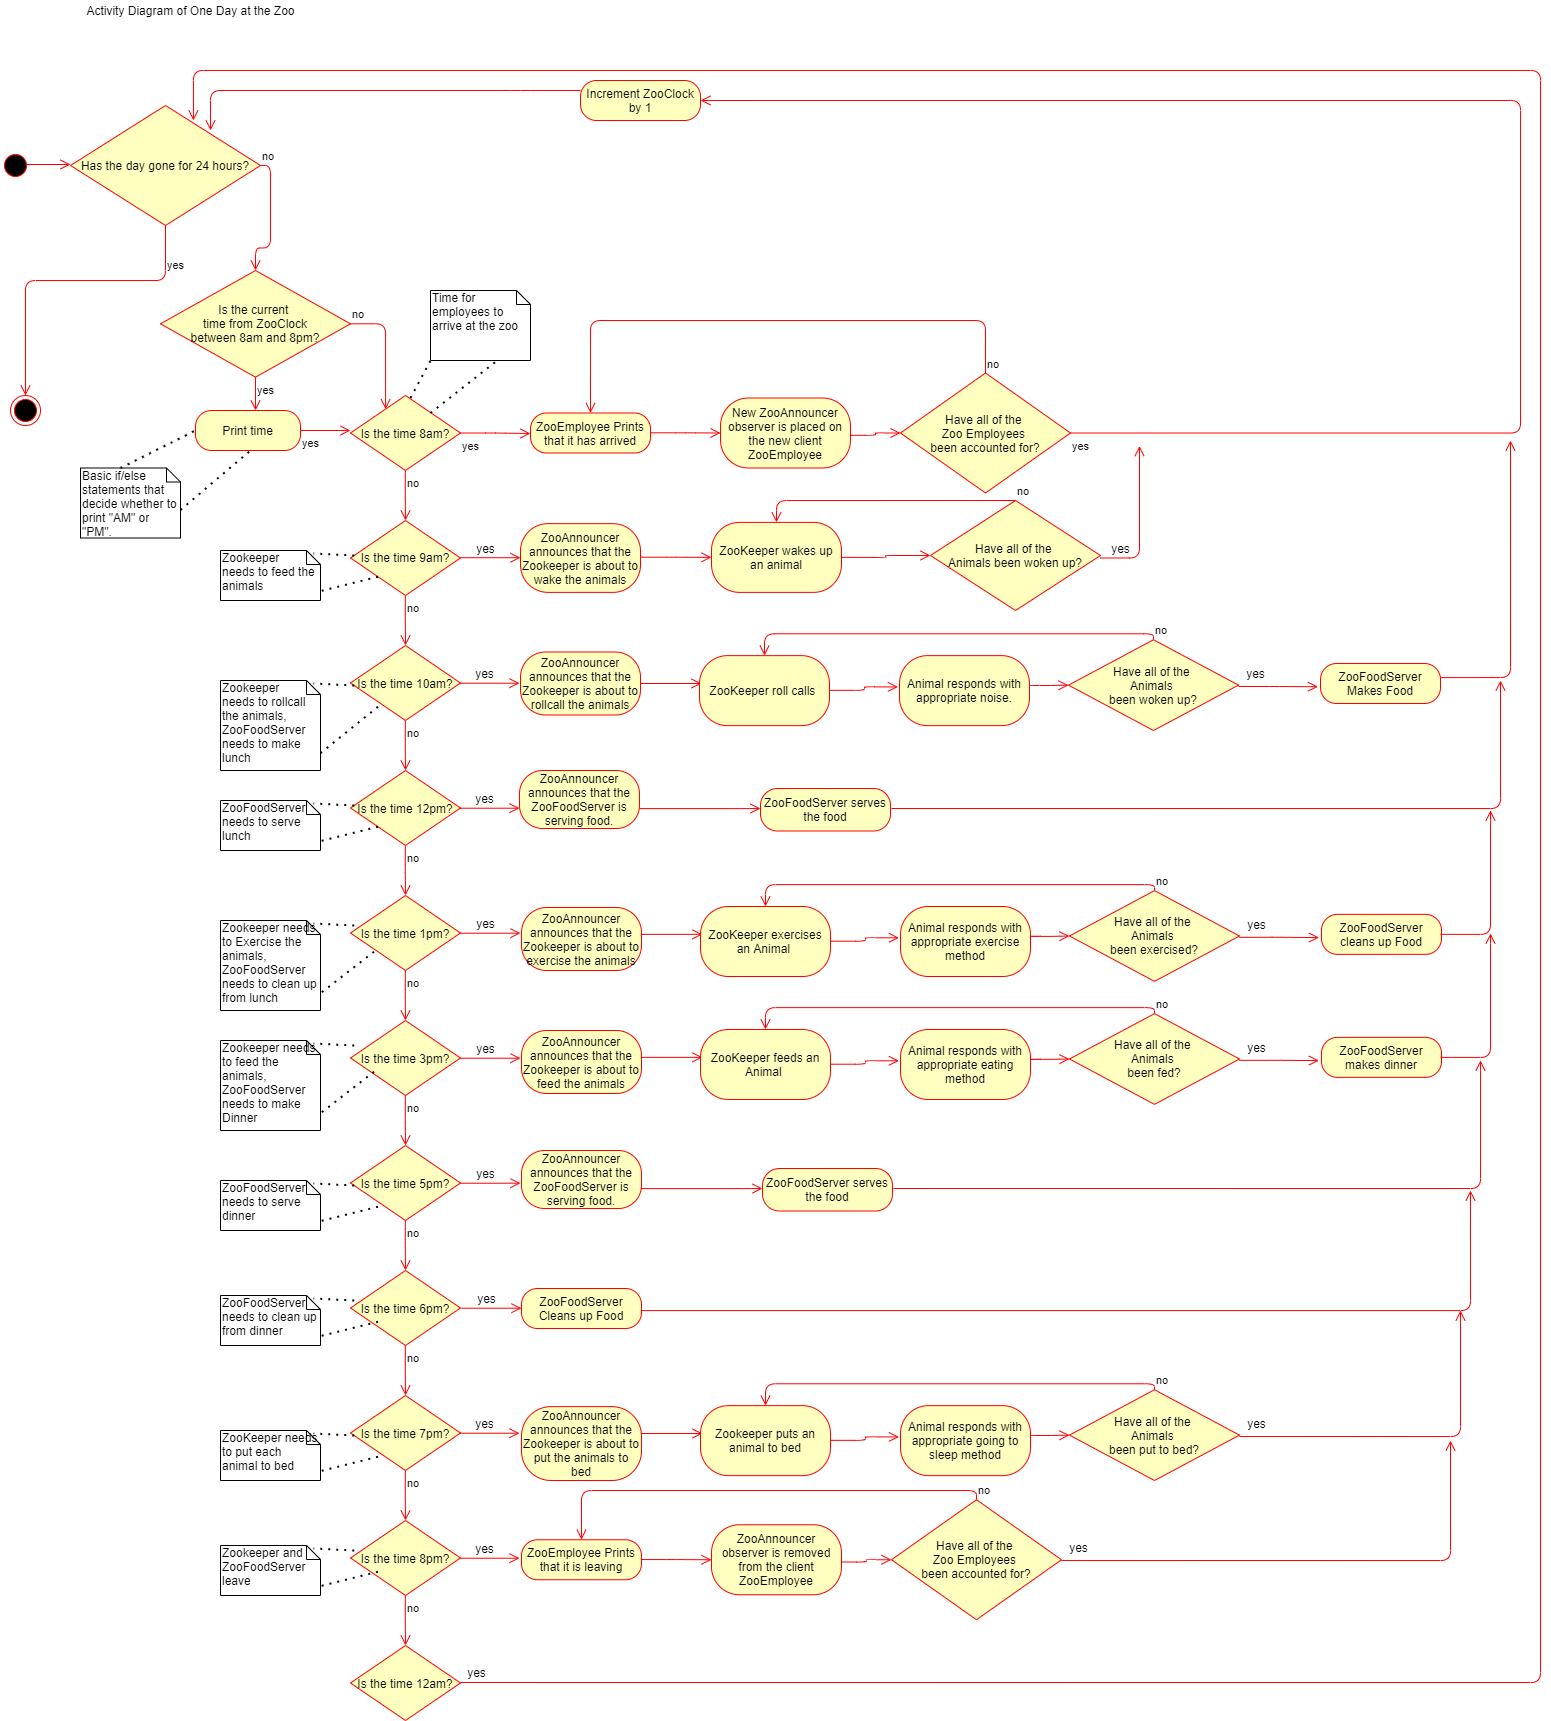 Activity Diagram of One Day at the Zoo
Increment ZooClock
by 1
Has the day gone for 24 hours?
no
yes
Is the current
time from ZooClock
between 8am and 8pm?
no
yes
Time for
employees to
arrive at the zoo
Print time
yes
Basic if/else
statements that
decide whether to
print "AM" or
"PM".
Is the time 8am?
yes
no
ZooEmployee Prints
that it has arrived
New ZooAnnouncer
observer is placed on
the new client
ZooEmployee
no
Have all of the
Zoo Employees
been accounted for?
yes
Zookeeper
needs to feed the
animals
Is the time 9am?
yes
no
ZooAnnouncer
announces that the
Zookeeper is about to
wake the animals
ZooKeeper wakes up
an animal
no
Have all of the
Animals been woken up?
yes
Zookeeper
needs to rollcall
the animals,
ZooFoodServer
needs to make
lunch
Is the time 10am?
yes
no
ZooAnnouncer
announces that the
Zookeeper is about to
rollcall the animals
ZooKeeper roll calls
Animal responds with
appropriate noise.
no
Have all of the
Animals
been woken up?
yes
ZooFoodServer
Makes Food
ZooFoodServer
needs to serve
lunch
Is the time 12pm?
yes
no
ZooAnnouncer
announces that the
ZooFoodServer is
serving food.
ZooFoodServer serves
the food
Zookeeper needs
to Exercise the
animals,
ZooFoodServer
needs to clean up
from lunch
Is the time 1pm?
yes
no
ZooAnnouncer
announces that the
Zookeeper is about to
exercise the animals
ZooKeeper exercises
an Animal
Animal responds with
appropriate exercise
method
no
Have all of the
Animals
been exercised?
yes
ZooFoodServer
cleans up Food
Zookeeper needs
to feed the
animals,
ZooFoodServer
needs to make
Dinner
Is the time 3pm?
yes
no
ZooAnnouncer
announces that the
Zookeeper is about to
feed the animals
ZooKeeper feeds an
Animal
Animal responds with
appropriate eating
method
no
Have all of the
Animals
been fed?
yes
ZooFoodServer
makes dinner
ZooFoodServer
needs to serve
dinner
Is the time 5pm?
yes
no
ZooAnnouncer
announces that the
ZooFoodServer is
serving food.
ZooFoodServer serves
the food
ZooFoodServer
needs to clean up
from dinner
Is the time 6pm?
yes
no
ZooFoodServer
Cleans up Food
ZooKeeper needs
to put each
animal to bed
Is the time 7pm?
yes
no
ZooAnnouncer
announces that the
Zookeeper is about to
put the animals to
bed
Zookeeper puts an
animal to bed
Animal responds with
appropriate going to
sleep method
no
Have all of the
Animals
been put to bed?
yes
Zookeeper and
ZooFoodServer
leave
Is the time 8pm?
yes
no
ZooEmployee Prints
that it is leaving
ZooAnnouncer
observer is removed
from the client
ZooEmployee
no
Have all of the
Zoo Employees
been accounted for?
yes
Is the time 12am?
yes